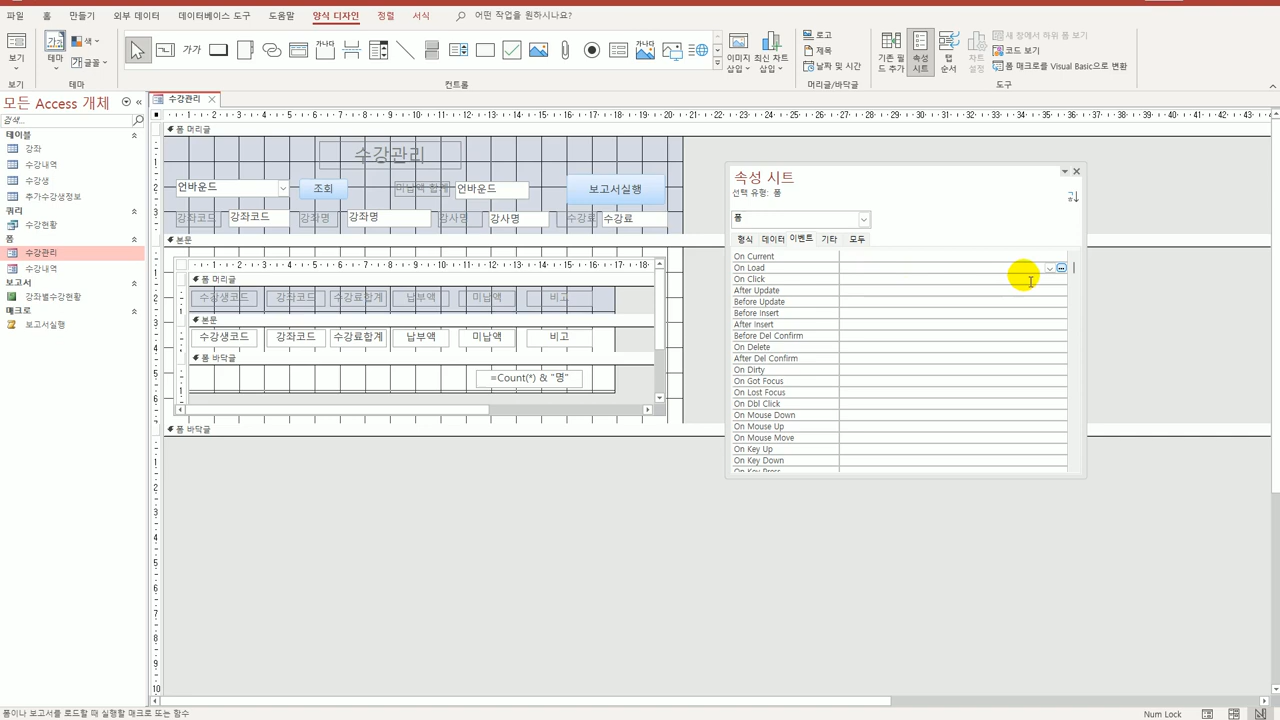 파일 홈 만들기 외부 데이터 데이터베이스 도구 도움말 양식 디자인 정렬 서식 어떤 작업을 원하시나요?
보기
테마
색
글꼴
가가
가나다
가나다
이미지 삽입
최신 차트 삽입
로고
제목
날짜 및 시간
기존 필드 추가
속성 시트
탭 순서
차트 설정
새 창에서 하위 폼 보기
코드 보기
폼 매크로를 Visual Basic으로 변환
보기 테마 컨트롤 머리글/바닥글 도구
모든 Access 개체
검색...
테이블
강좌
수강내역
수강생
추가수강생정보
쿼리
수강현황
폼
수강관리
수강내역
보고서
강좌별수강현황
매크로
보고서실행
수강관리
폼 머리글
수강관리
언바운드 조회 미납액 합계 언바운드 보고서실행
강좌코드 강좌코드 강좌명 강좌명 강사명 강사명 수강료 수강료
본문
폼 머리글
수강생코드 강좌코드 수강료합계 납부액 미납액 비고
본문
수강생코드 강좌코드 수강료합계 납부액 미납액 비고
폼 바닥글
=Count(*) & "명"
폼 바닥글
속성 시트
선택 유형: 폼
폼
형식 데이터 이벤트 기타 모두
On Current
On Load
On Click
After Update
Before Update
Before Insert
After Insert
Before Del Confirm
On Delete
After Del Confirm
On Dirty
On Got Focus
On Lost Focus
On Dbl Click
On Mouse Down
On Mouse Up
On Mouse Move
On Key Up
On Key Down
On Key Press
폼이나 보고서를 로드할 때 실행할 매크로 또는 함수
Num Lock